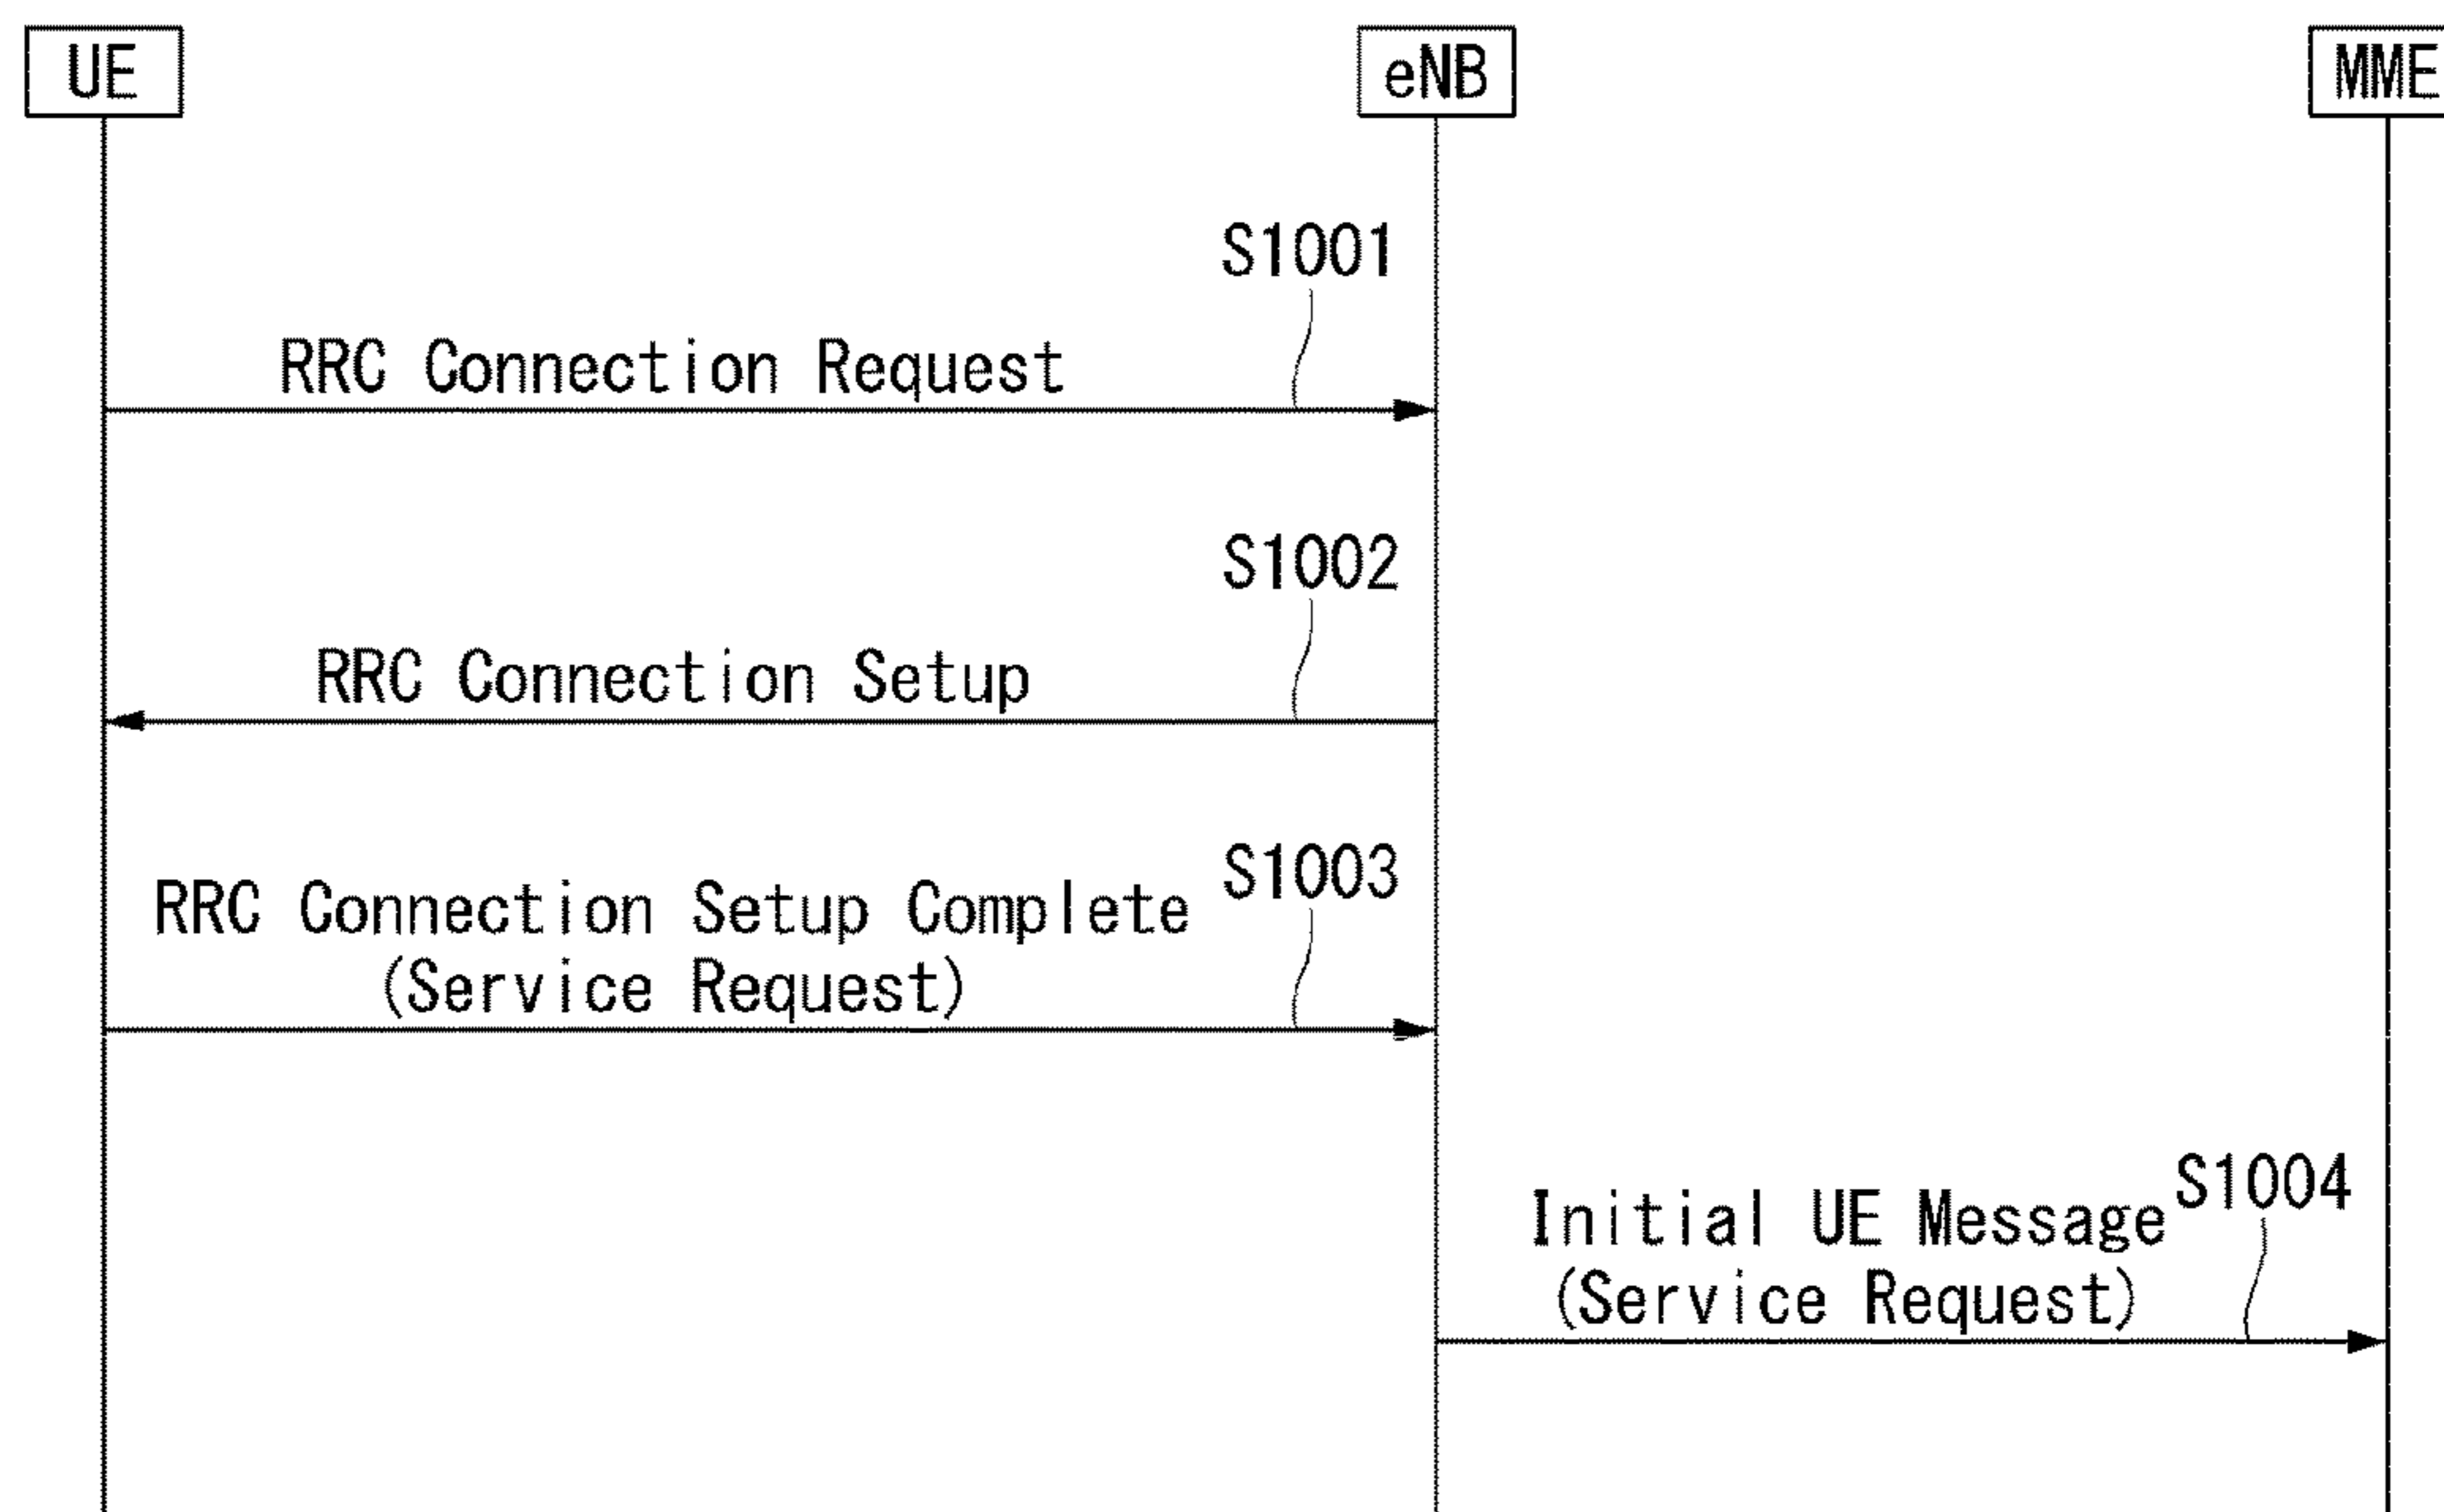 UE
eNB
MME
S1001
RRC Connection Request
S1002
RRC Connection Setup
S1003
RRC Connection Setup Complete
(Service Request)
S1004
Initial UE Message
(Service Request)